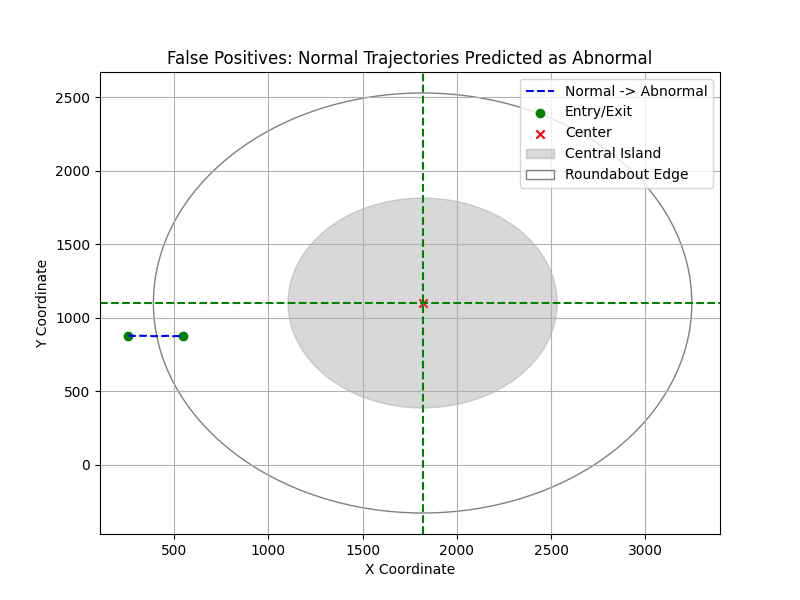 False Positives: Normal Trajectories Predicted as Abnormal
Normal -> Abnormal
Entry/Exit
Center
Central Island
Roundabout Edge
Y Coordinate
2500
2000
1500
1000
500
0
500 1000 1500 2000 2500 3000
X Coordinate